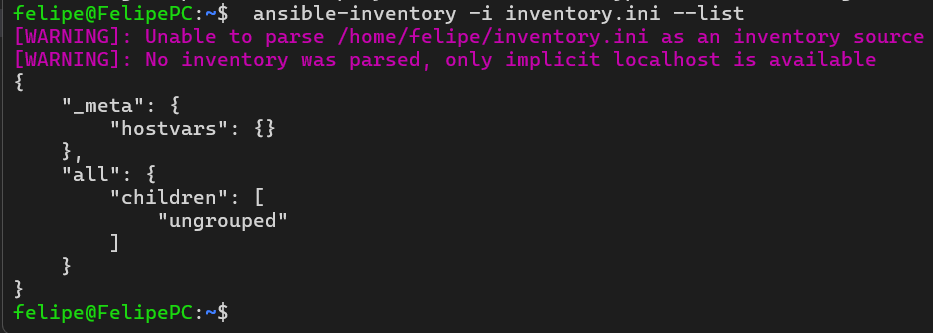 felipe@FelipePC:~$  ansible-inventory -i inventory.ini --list
[WARNING]: Unable to parse /home/felipe/inventory.ini as an inventory source
[WARNING]: No inventory was parsed, only implicit localhost is available
{
    "_meta": {
        "hostvars": {}
    },
    "all": {
        "children": [
            "ungrouped"
        ]
    }
}
felipe@FelipePC:~$